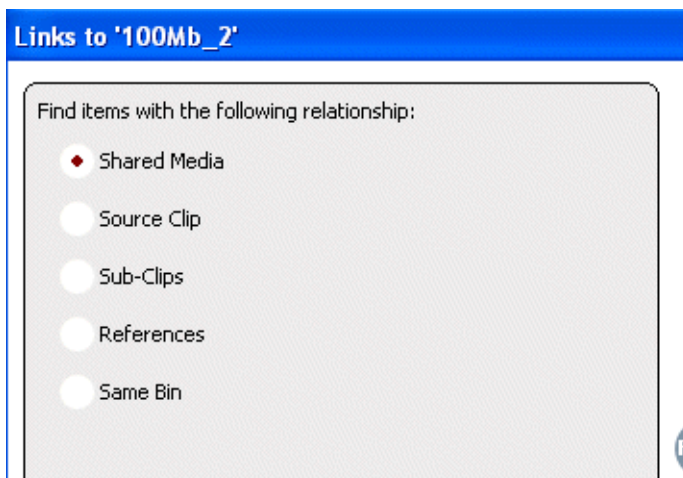 Links to '100Mb_2'
Find items with the following relationship:
Shared Media
Source Clip
Sub-Clips
References
Same Bin